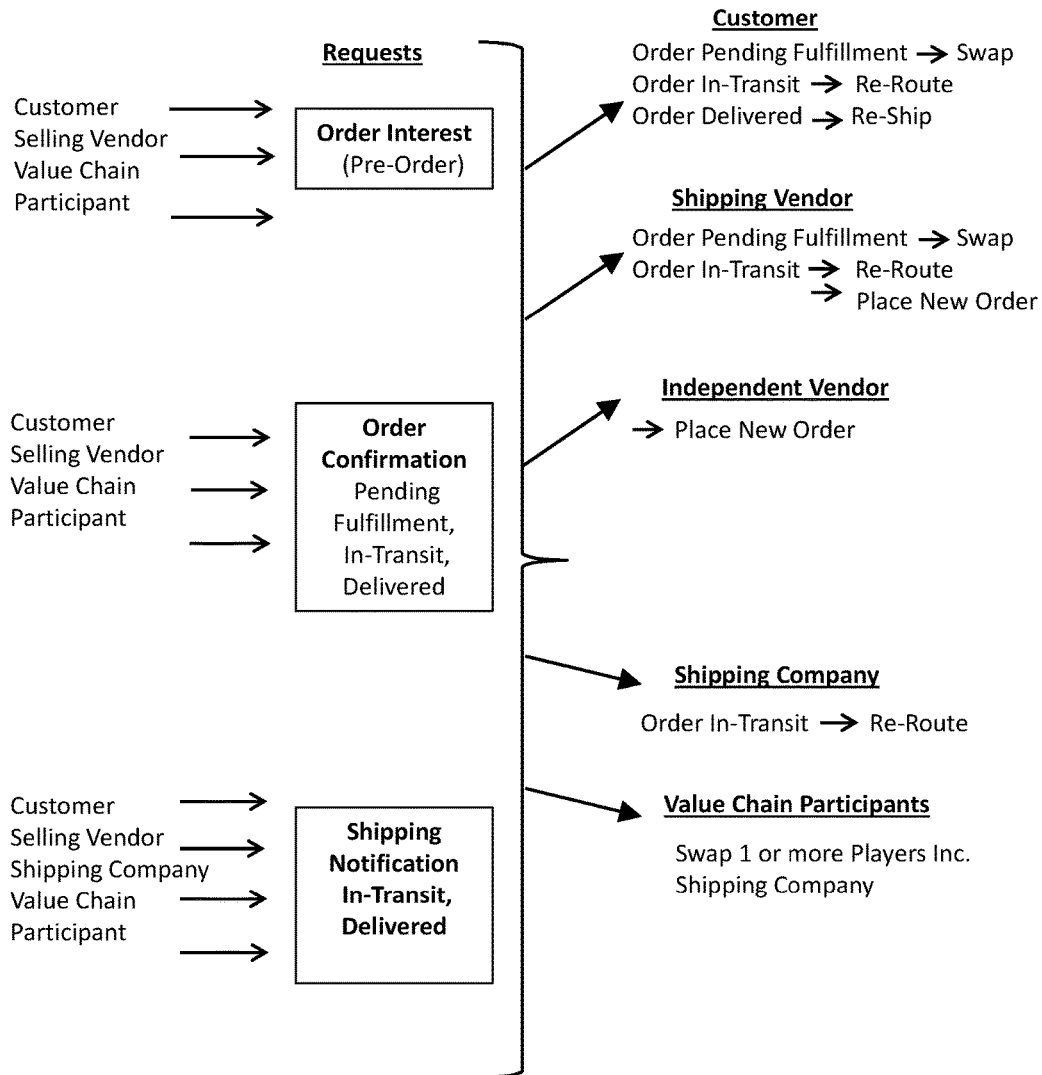 Requests
Customer
Selling Vendor
Value Chain
Participant
Order Interest
(Pre-Order)
Customer
Selling Vendor
Value Chain
Participant
Order
Confirmation
Pending
Fulfillment,
In-Transit,
Delivered
Customer
Selling Vendor
Shipping Company
Value Chain
Participant
Shipping
Notification
In-Transit,
Delivered
Customer
Order Pending Fulfillment → Swap
Order In-Transit → Re-Route
Order Delivered → Re-Ship
Shipping Vendor
Order Pending Fulfillment → Swap
Order In-Transit → Re-Route
→ Place New Order
Independent Vendor
→ Place New Order
Shipping Company
Order In-Transit → Re-Route
Value Chain Participants
Swap 1 or more Players Inc.
Shipping Company